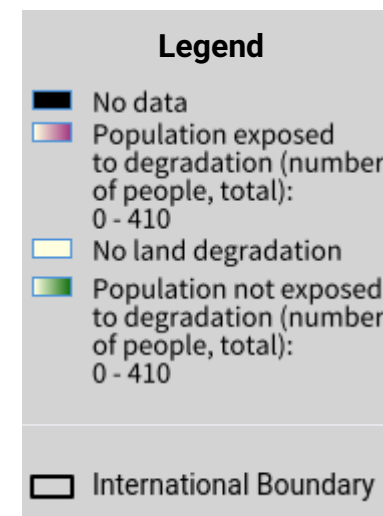 Legend
No data
Population exposed
to degradation (number
of people, total):
0 - 410
No land degradation
Population not exposed
to degradation (number
of people, total):
0 - 410
International Boundary